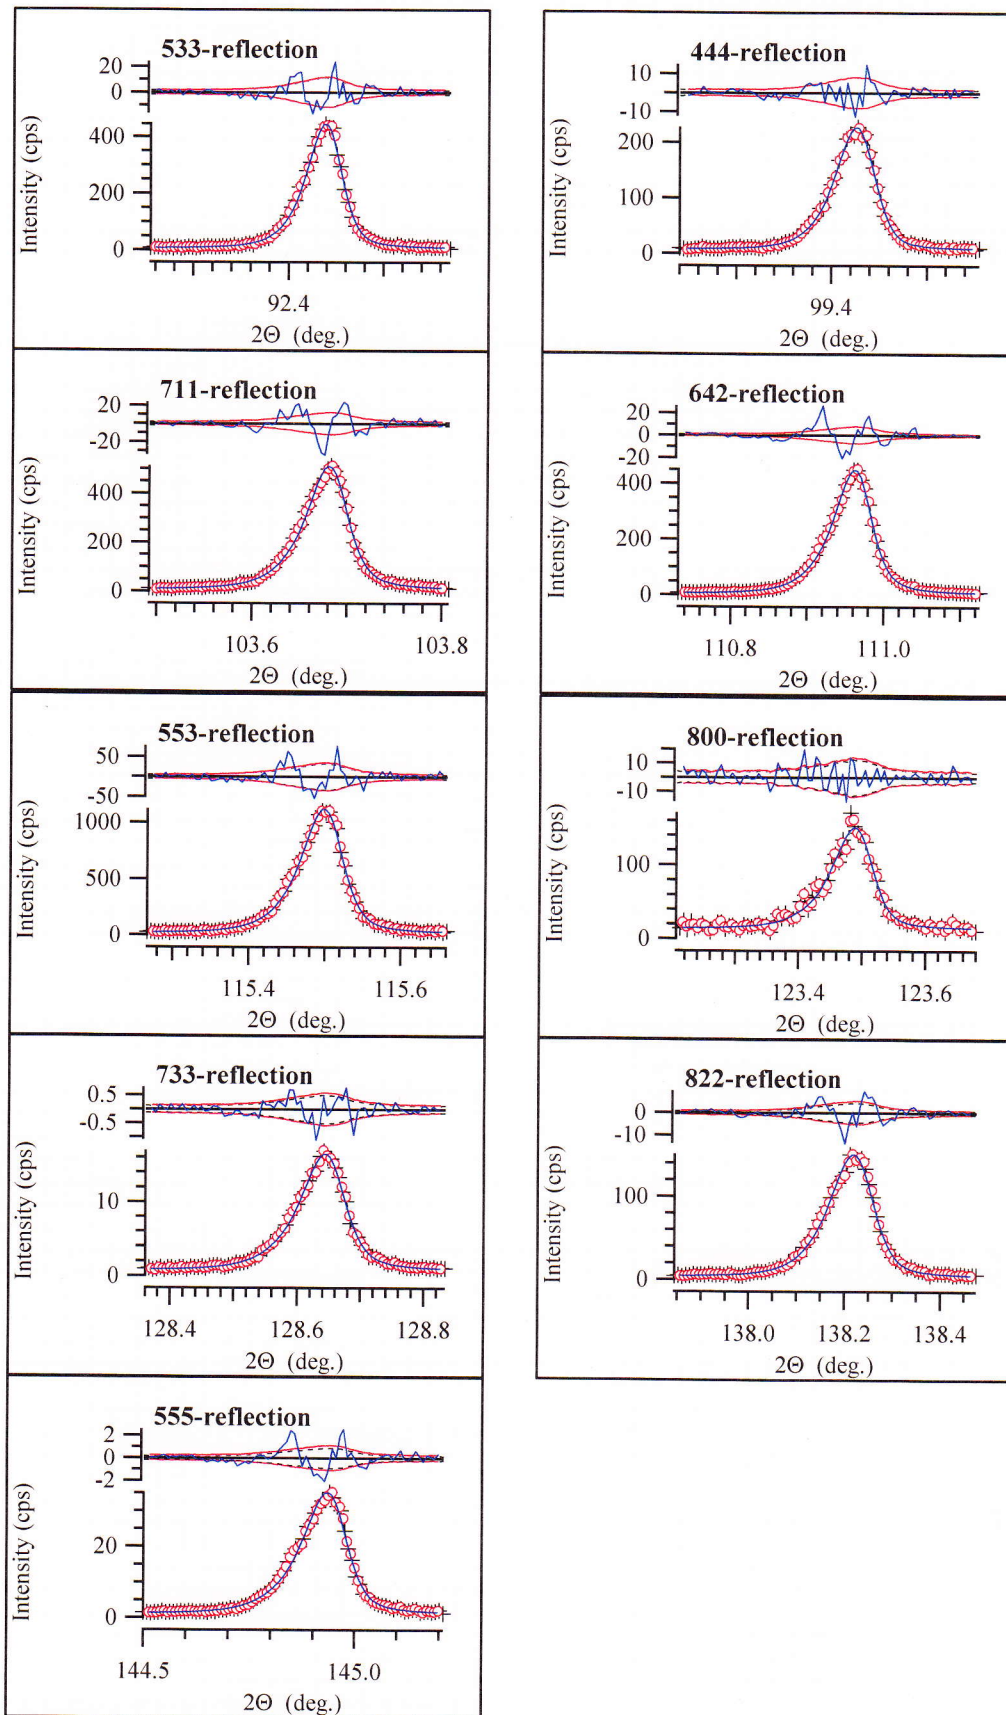 533-reflection
20
0
Intensity (cps)
400
200
0
92.4
2Θ (deg.)
444-reflection
10
-10
Intensity (cps)
200
100
0
99.4
2Θ (deg.)
711-reflection
20
-20
Intensity (cps)
400
200
0
103.6 103.8
2Θ (deg.)
642-reflection
20
0
-20
Intensity (cps)
400
200
0
110.8 111.0
2Θ (deg.)
553-reflection
50
-50
Intensity (cps)
1000
500
0
115.4 115.6
2Θ (deg.)
800-reflection
10
-10
Intensity (cps)
100
0
123.4 123.6
2Θ (deg.)
733-reflection
0.5
-0.5
Intensity (cps)
10
0
128.4 128.6 128.8
2Θ (deg.)
822-reflection
0
-10
Intensity (cps)
100
0
138.0 138.2 138.4
2Θ (deg.)
555-reflection
2
0
-2
Intensity (cps)
20
0
144.5 145.0
2Θ (deg.)